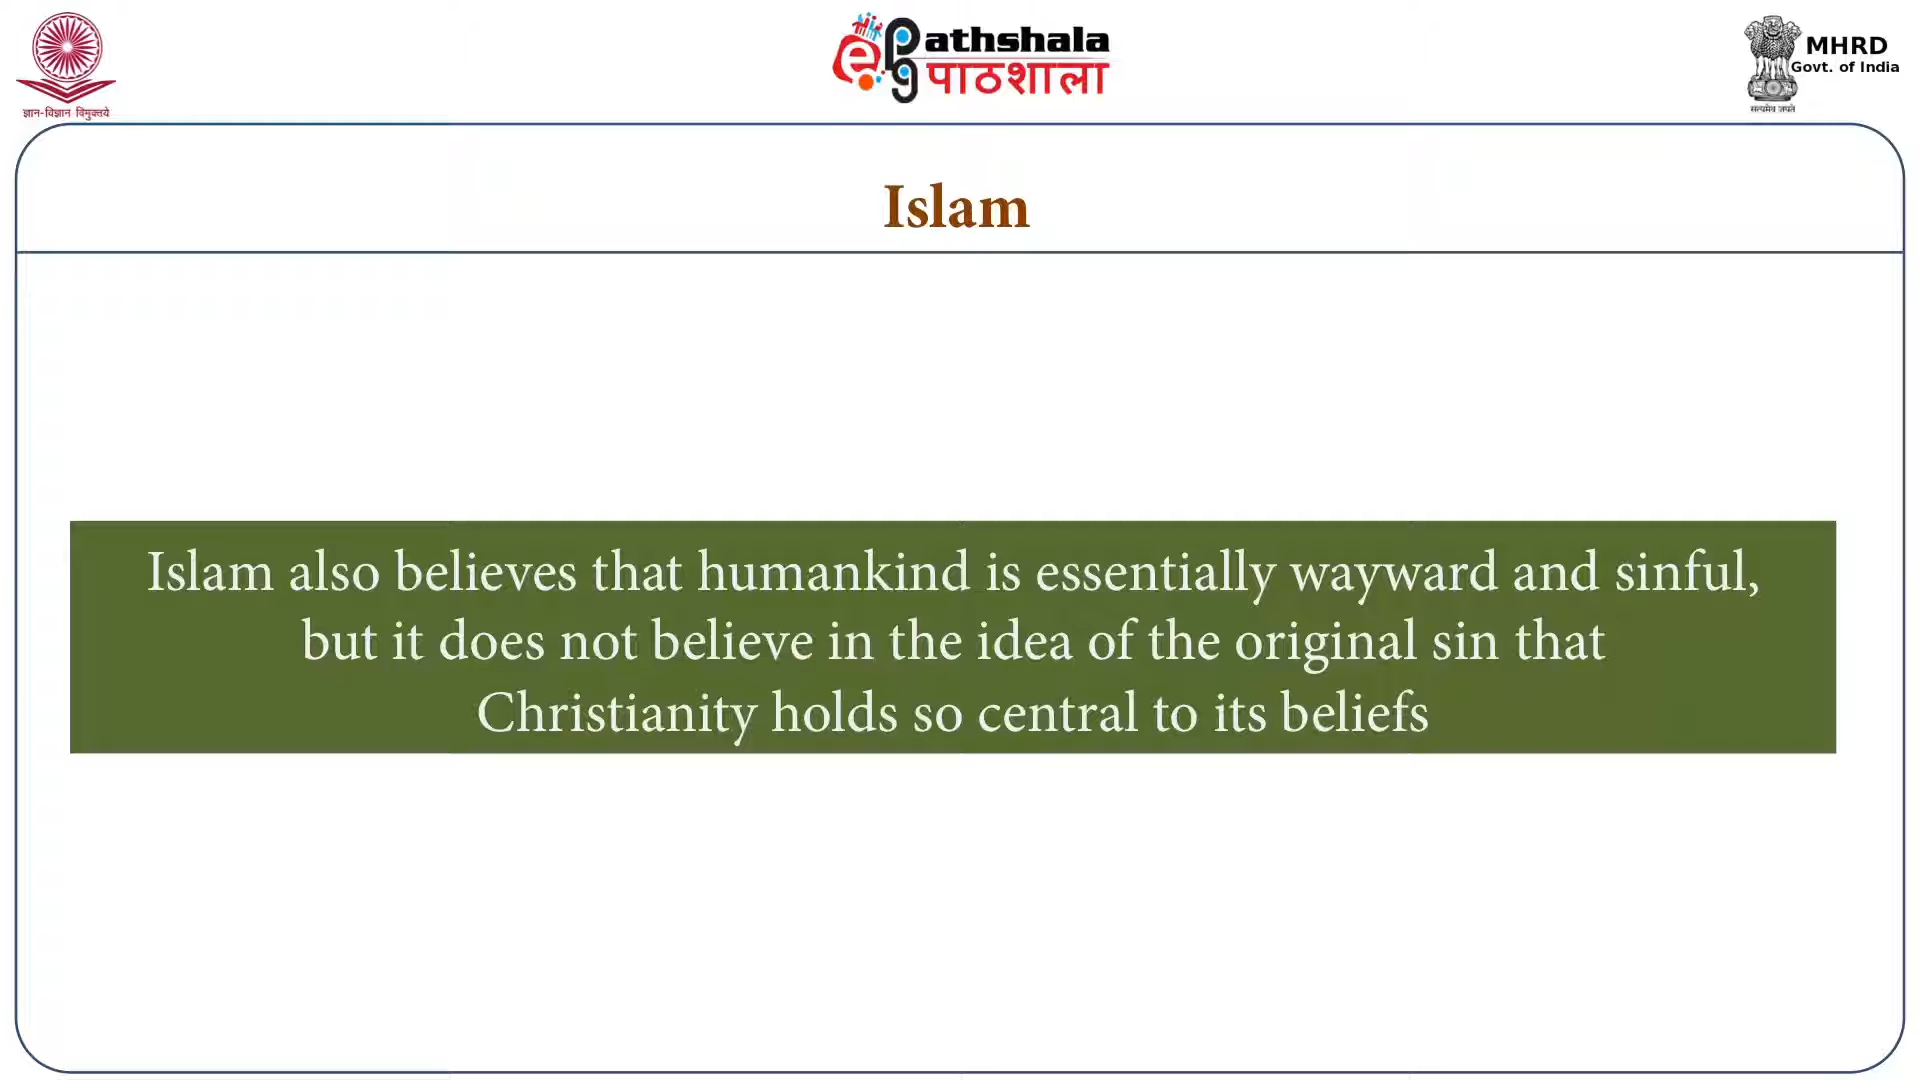 ज्ञान-विज्ञान विमुक्तये
ePathshala
पाठशाला
MHRD
Govt. of India
सत्यमेव जयते
Islam
Islam also believes that humankind is essentially wayward and sinful,
but it does not believe in the idea of the original sin that
Christianity holds so central to its beliefs